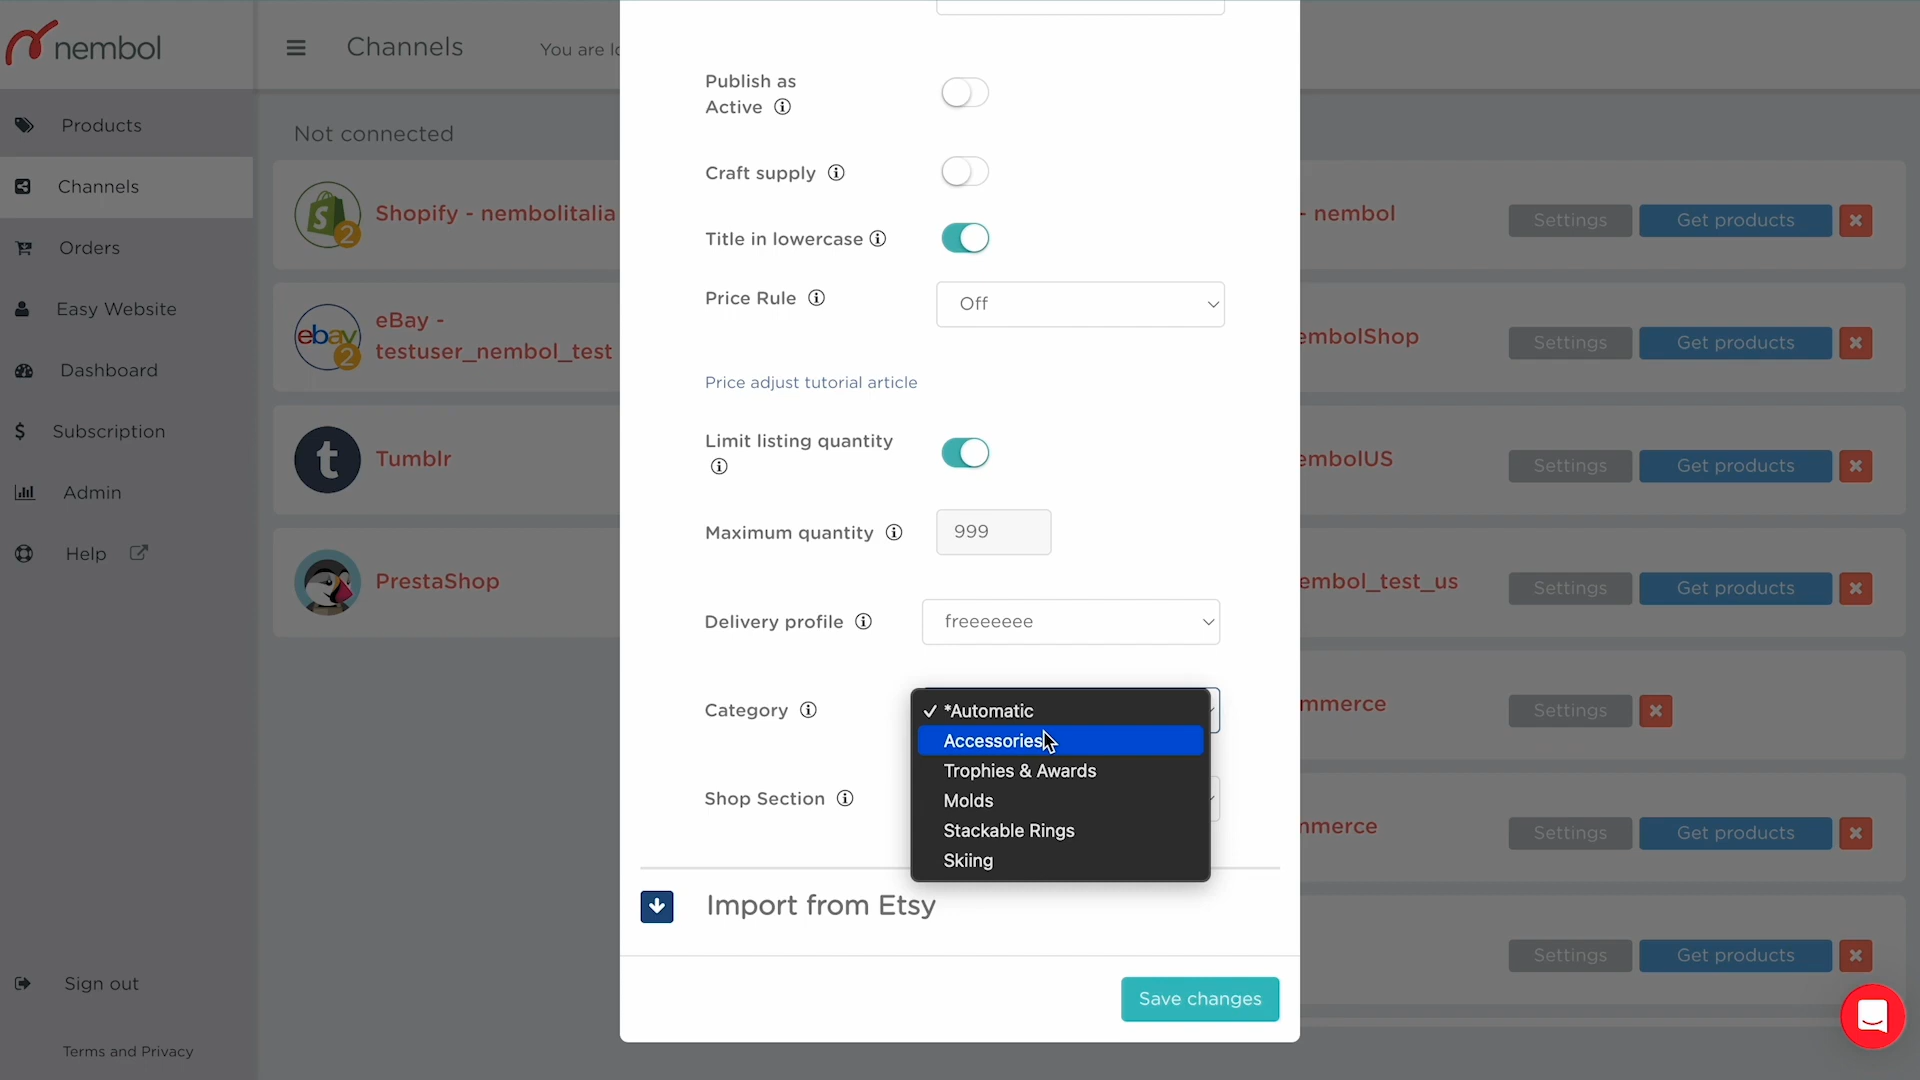 nembol
Channels
You are lo
Products
Channels
Orders
Easy Website
Dashboard
$ Subscription
Admin
Help
Sign out
Terms and Privacy
Not connected
Shopify - nembolitalia
2
eBay -
testuser_nembol_test
ebay
2
t Tumblr
PrestaShop
Publish as
Active
Craft supply
Title in lowercase
Price Rule
Off
Price adjust tutorial article
Limit listing quantity
Maximum quantity
999
Delivery profile
freeeeeee
Category
✓ *Automatic
Accessories
Trophies & Awards
Molds
Stackable Rings
Skiing
Shop Section
Import from Etsy
Save changes
- nembol
Settings
Get products
embolShop
Settings
Get products
embolUS
Settings
Get products
embol_test_us
Settings
Get products
mmerce
Settings
nmerce
Settings
Get products
Settings
Get products